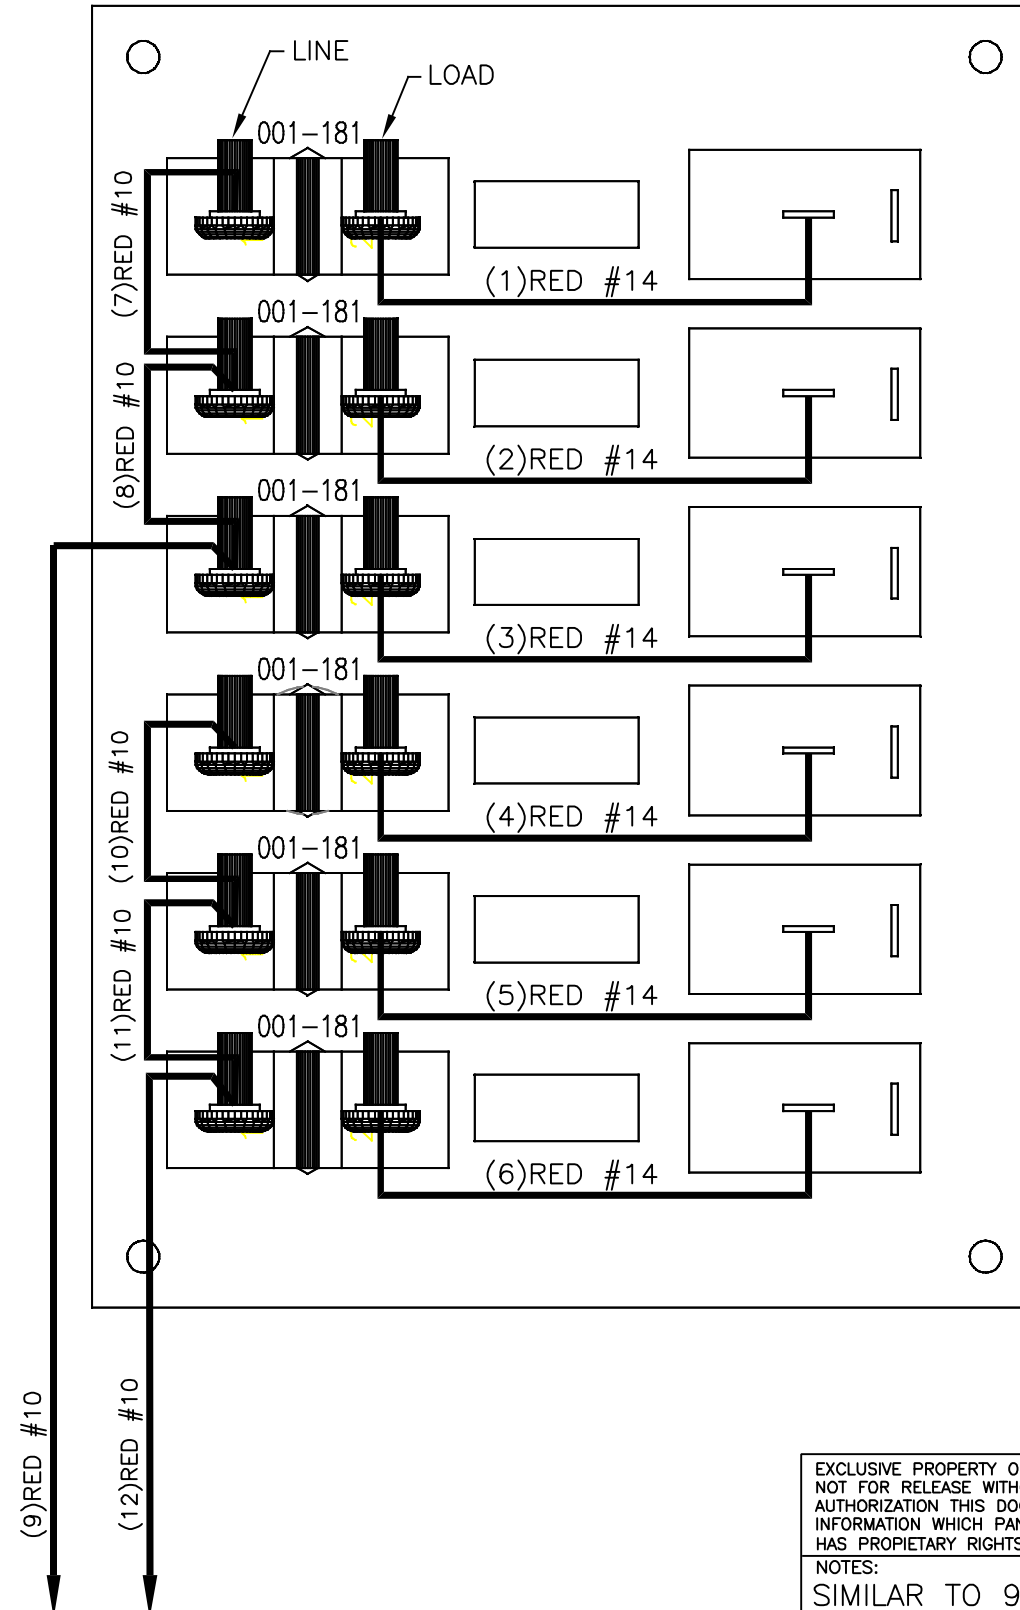 LINE
LOAD
001-181
(7)RED #10
(1)RED #14
001-181
(8)RED #10
(2)RED #14
001-181
(3)RED #14
001-181
(10)RED #10
(4)RED #14
001-181
(11)RED #10
(5)RED #14
001-181
(6)RED #14
(9)RED #10
(12)RED #10
EXCLUSIVE PROPERTY
NOT FOR RELEASE
AUTHORIZATION THIS
INFORMATION WHICH
HAS PROPIETARY RIGHTS
NOTES:
SIMILAR TO 9